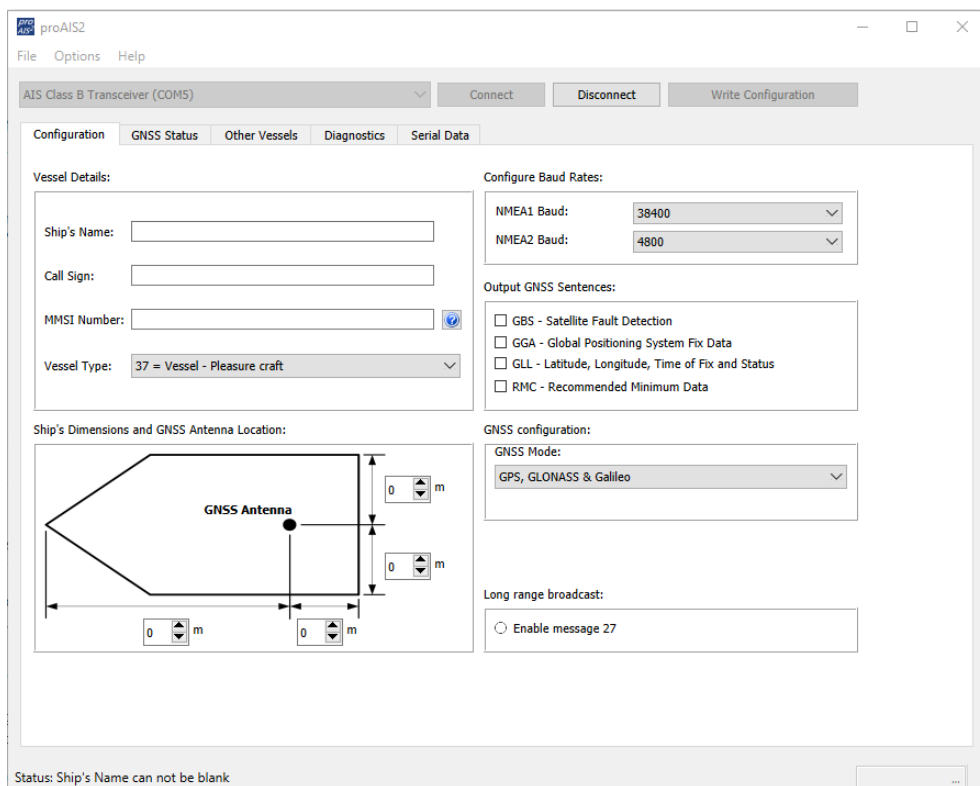 pro AIS2 proAIS2
File Options Help
AIS Class B Transceiver (COM5) Connect Disconnect Write Configuration
Configuration GNSS Status Other Vessels Diagnostics Serial Data
Vessel Details:
Ship's Name:
Call Sign:
MMSI Number: ?
Vessel Type: 37 = Vessel - Pleasure craft
Configure Baud Rates:
NMEA1 Baud: 38400
NMEA2 Baud: 4800
Output GNSS Sentences:
GBS - Satellite Fault Detection
GGA - Global Positioning System Fix Data
GLL - Latitude, Longitude, Time of Fix and Status
RMC - Recommended Minimum Data
Ship's Dimensions and GNSS Antenna Location:
GNSS Antenna
0 m
0 m
0 m 0 m
GNSS configuration:
GNSS Mode:
GPS, GLONASS & Galileo
Long range broadcast:
Enable message 27
Status: Ship's Name can not be blank ...